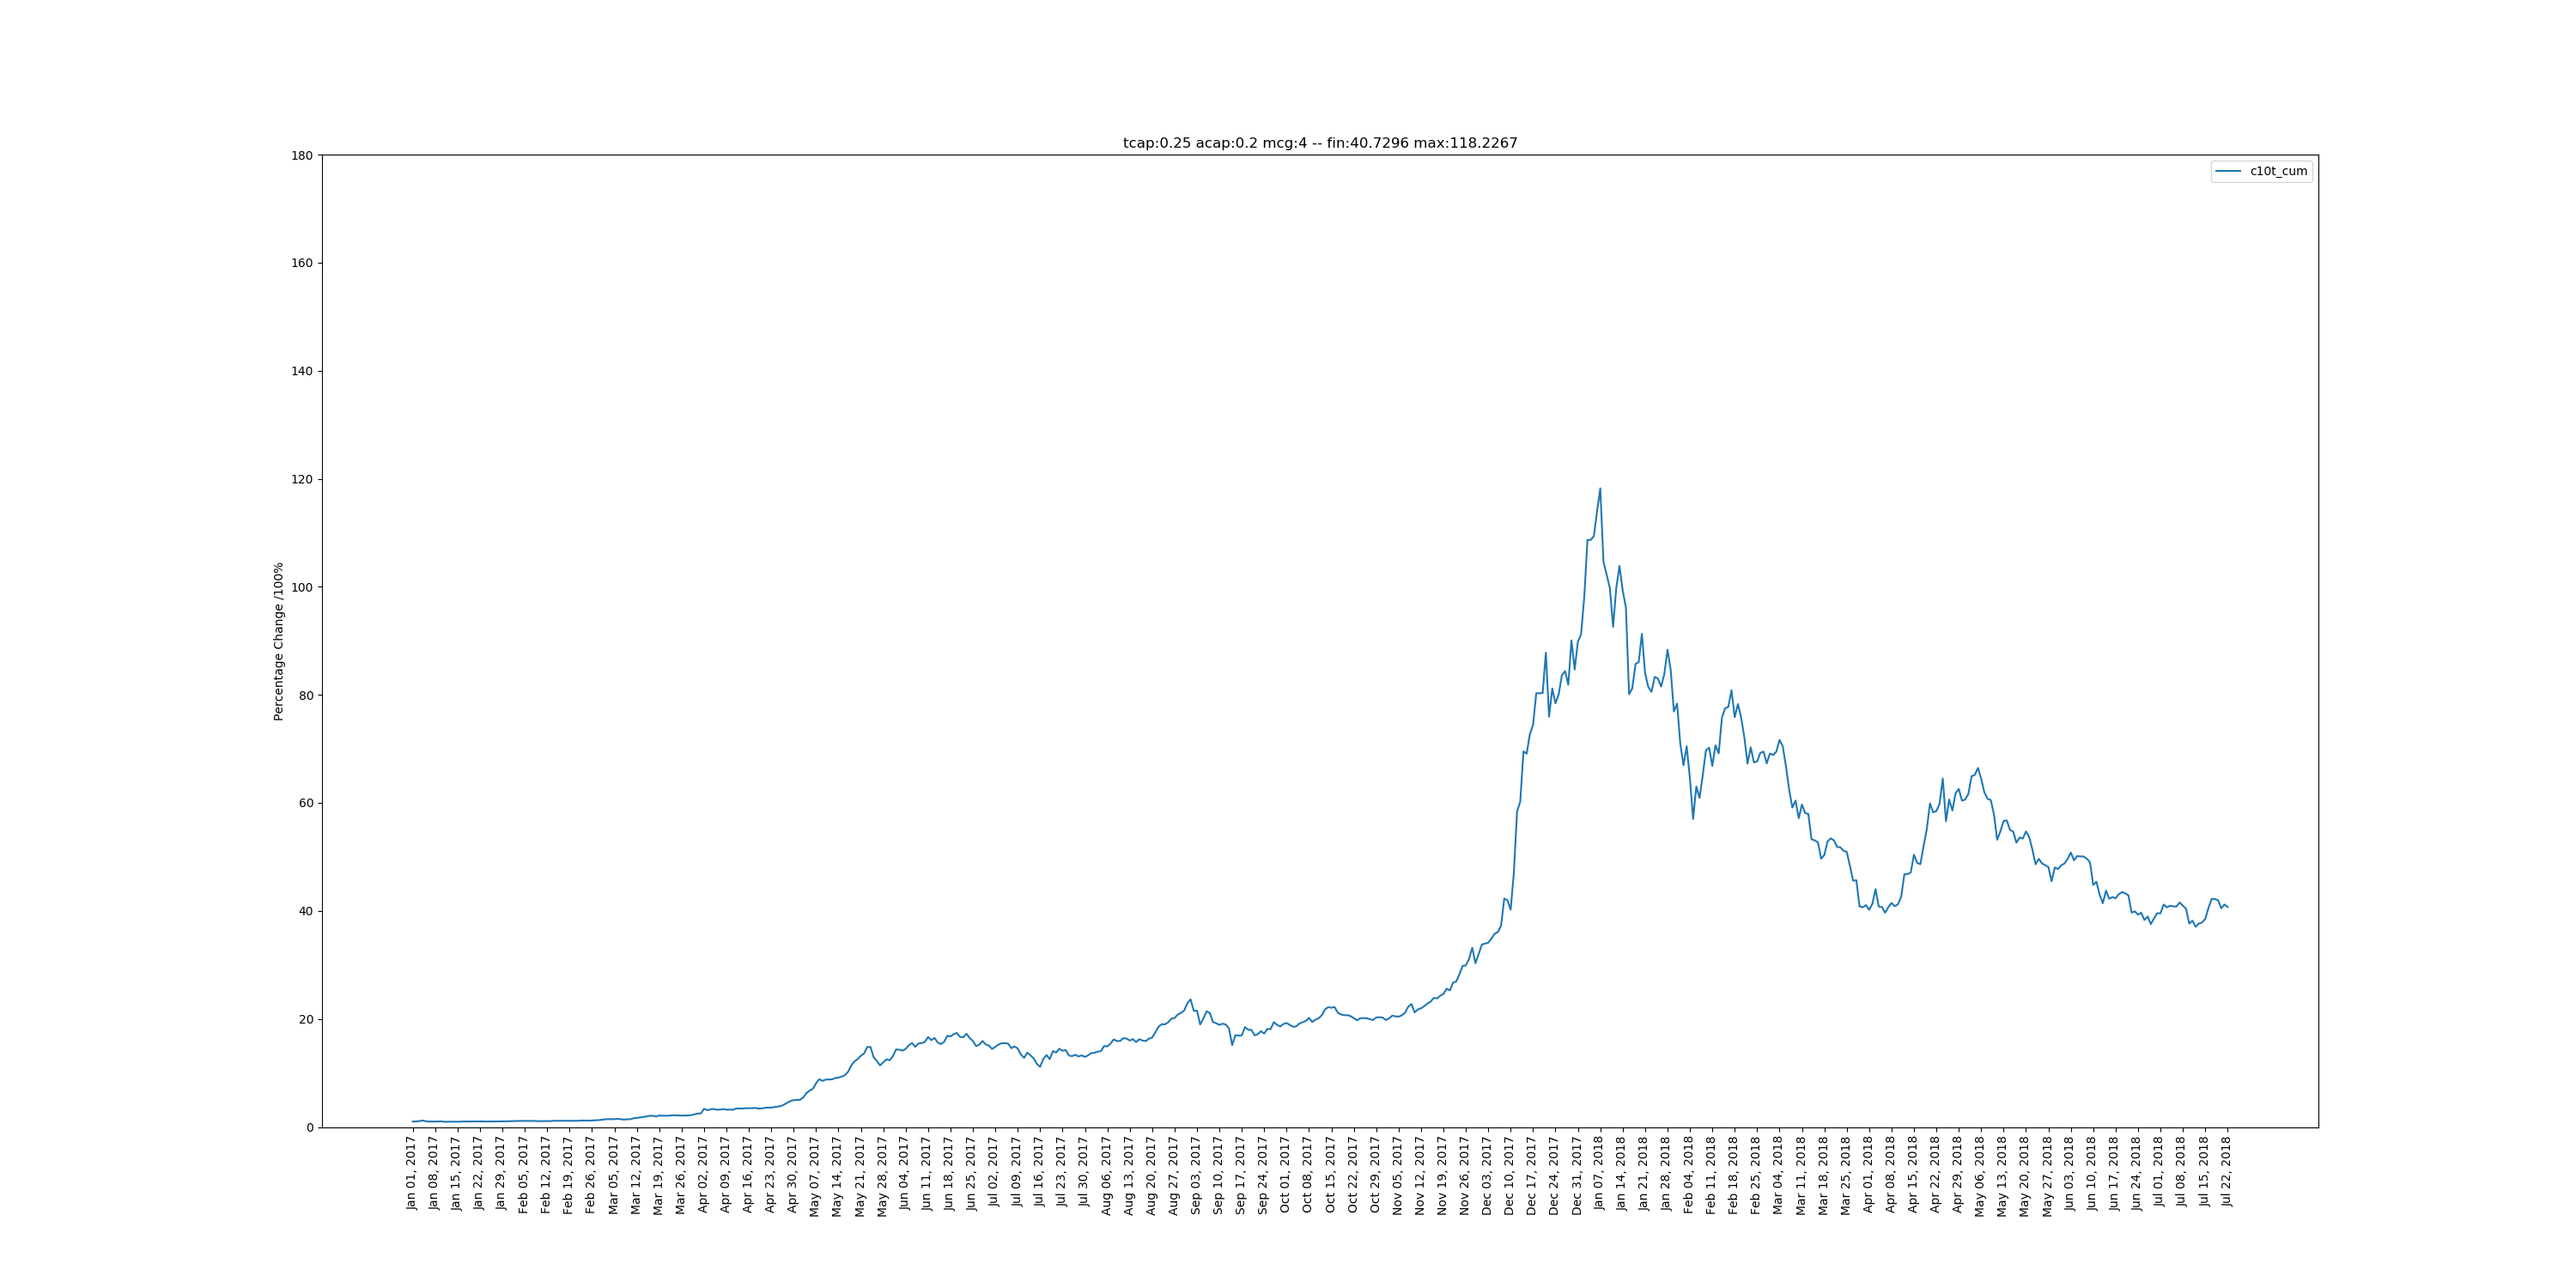 tcap:0.25 acap:0.2 mcg:4 -- fin:40.7296 max:118.2267
c10t_cum
Percentage Change /100%
180
160
140
120
100
80
60
40
20
0
Jan 01, 2017
Jan 08, 2017
Jan 15, 2017
Jan 22, 2017
Jan 29, 2017
Feb 05, 2017
Feb 12, 2017
Feb 19, 2017
Feb 26, 2017
Mar 05, 2017
Mar 12, 2017
Mar 19, 2017
Mar 26, 2017
Apr 02, 2017
Apr 09, 2017
Apr 16, 2017
Apr 23, 2017
Apr 30, 2017
May 07, 2017
May 14, 2017
May 21, 2017
May 28, 2017
Jun 04, 2017
Jun 11, 2017
Jun 18, 2017
Jun 25, 2017
Jul 02, 2017
Jul 09, 2017
Jul 16, 2017
Jul 23, 2017
Jul 30, 2017
Aug 06, 2017
Aug 13, 2017
Aug 20, 2017
Aug 27, 2017
Sep 03, 2017
Sep 10, 2017
Sep 17, 2017
Sep 24, 2017
Oct 01, 2017
Oct 08, 2017
Oct 15, 2017
Oct 22, 2017
Oct 29, 2017
Nov 05, 2017
Nov 12, 2017
Nov 19, 2017
Nov 26, 2017
Dec 03, 2017
Dec 10, 2017
Dec 17, 2017
Dec 24, 2017
Dec 31, 2017
Jan 07, 2018
Jan 14, 2018
Jan 21, 2018
Jan 28, 2018
Feb 04, 2018
Feb 11, 2018
Feb 18, 2018
Feb 25, 2018
Mar 04, 2018
Mar 11, 2018
Mar 18, 2018
Mar 25, 2018
Apr 01, 2018
Apr 08, 2018
Apr 15, 2018
Apr 22, 2018
Apr 29, 2018
May 06, 2018
May 13, 2018
May 20, 2018
May 27, 2018
Jun 03, 2018
Jun 10, 2018
Jun 17, 2018
Jun 24, 2018
Jul 01, 2018
Jul 08, 2018
Jul 15, 2018
Jul 22, 2018